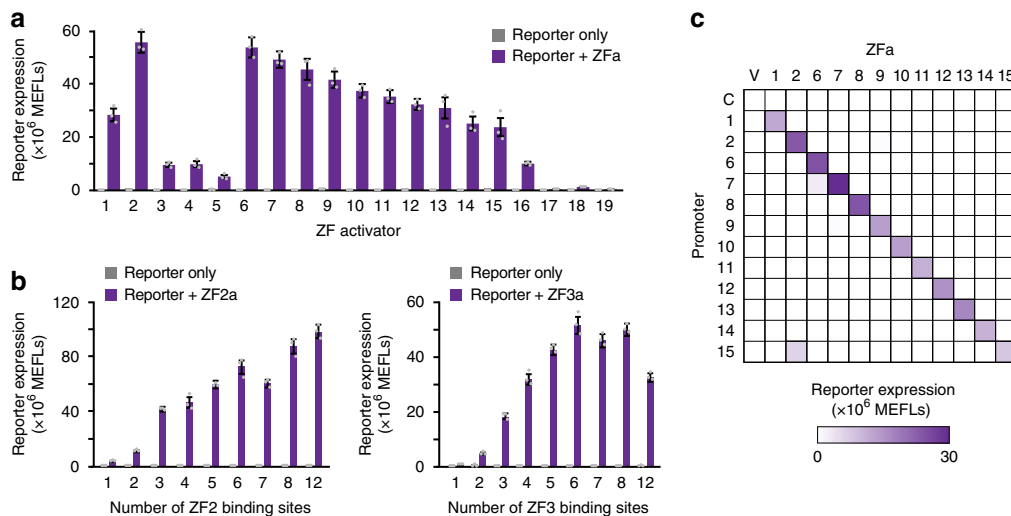 a
Reporter expression
(×10⁶ MEFLs)
60
40
20
0
Reporter only
Reporter + ZFa
1 2 3 4 5 6 7 8 9 10 11 12 13 14 15 16 17 18 19
ZF activator
b
Reporter only
Reporter + ZF2a
Reporter expression
(×10⁶ MEFLs)
120
80
40
0
1 2 3 4 5 6 7 8 12
Number of ZF2 binding sites
Reporter only
Reporter + ZF3a
Reporter expression
(×10⁶ MEFLs)
60
40
20
0
1 2 3 4 5 6 7 8 12
Number of ZF3 binding sites
c
ZFa
V 1 2 6 7 8 9 10 11 12 13 14 15
Promoter
C
1
2
6
7
8
9
10
11
12
13
14
15
Reporter expression
(×10⁶ MEFLs)
0 30